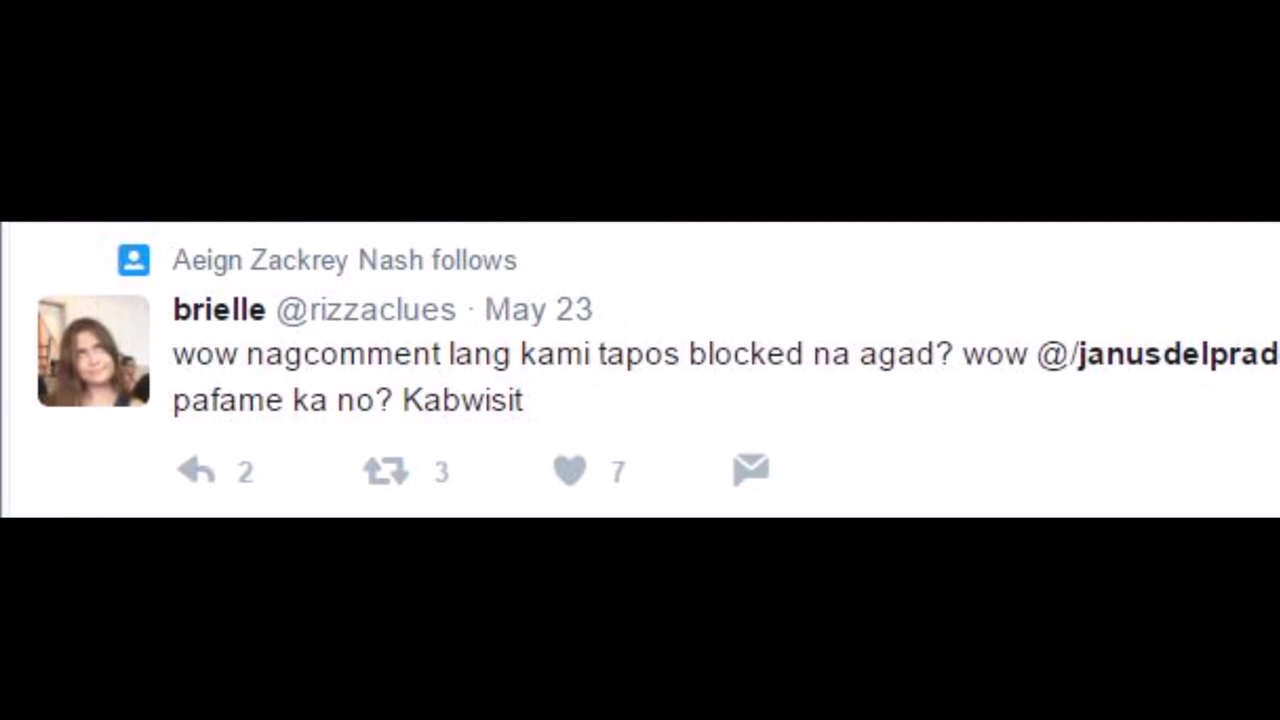 Aeign Zackrey Nash follows
brielle @rizzaclues · May 23
wow nagcomment lang kami tapos blocked na agad? wow @/janusdelprad
pafame ka no? Kabwisit
2 3 7